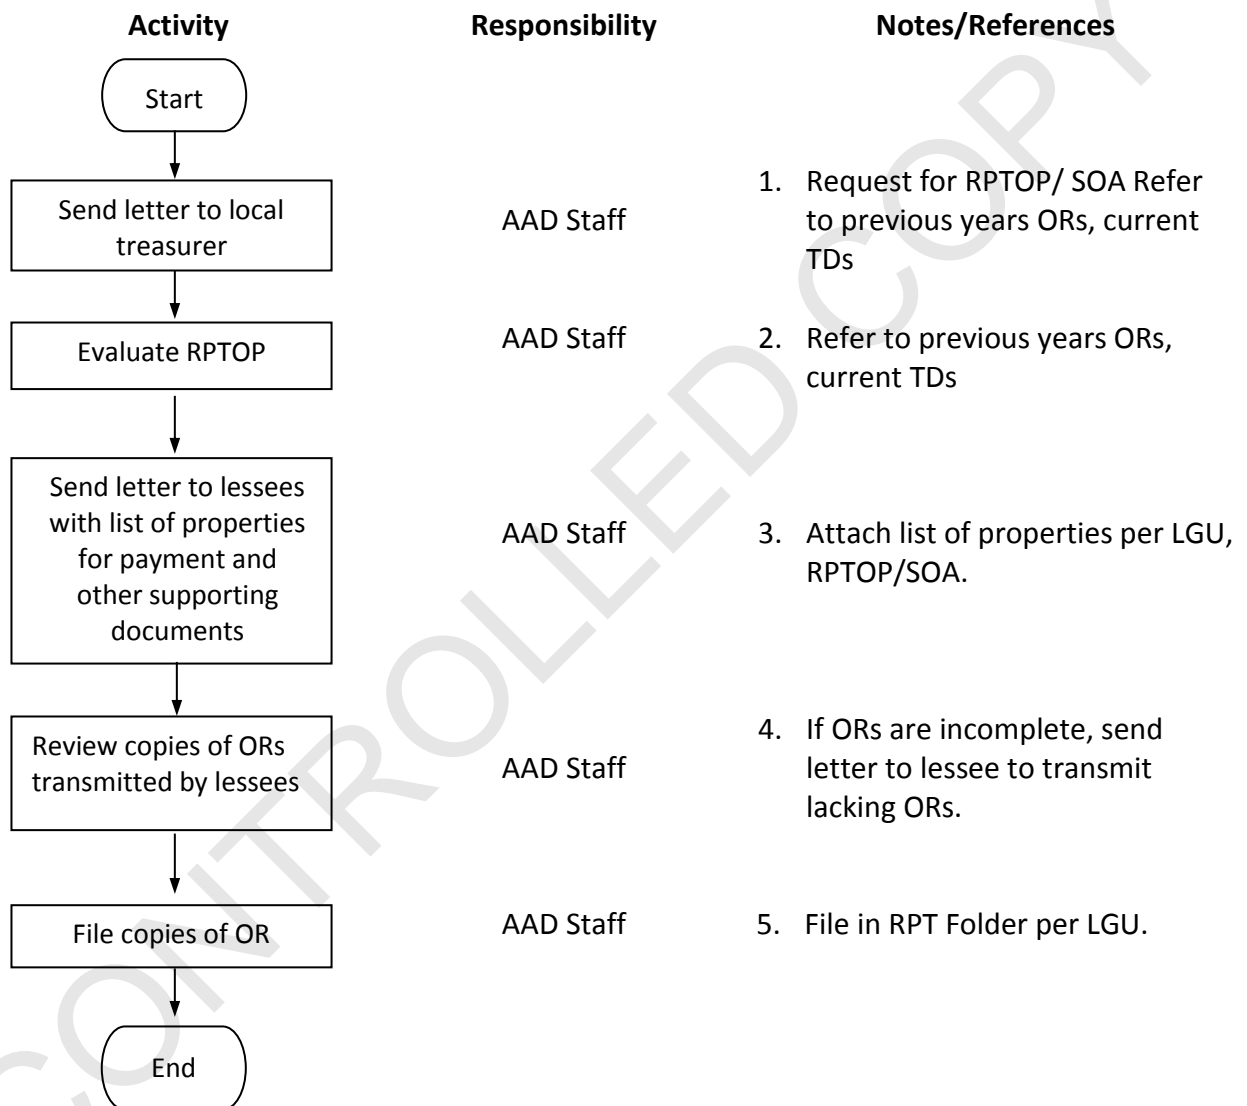 Activity Responsibility Notes/References
Start
Send letter to local
treasurer
AAD Staff
1. Request for RPTOP/ SOA Refer
to previous years ORs, current
TDs
Evaluate RPTOP
AAD Staff
2. Refer to previous years ORs,
current TDs
Send letter to lessees
with list of properties
for payment and
other supporting
documents
AAD Staff
3. Attach list of properties per LGU,
RPTOP/SOA.
Review copies of ORs
transmitted by lessees
AAD Staff
4. If ORs are incomplete, send
letter to lessee to transmit
lacking ORs.
File copies of OR
AAD Staff
5. File in RPT Folder per LGU.
End
CONTROLLED COPY